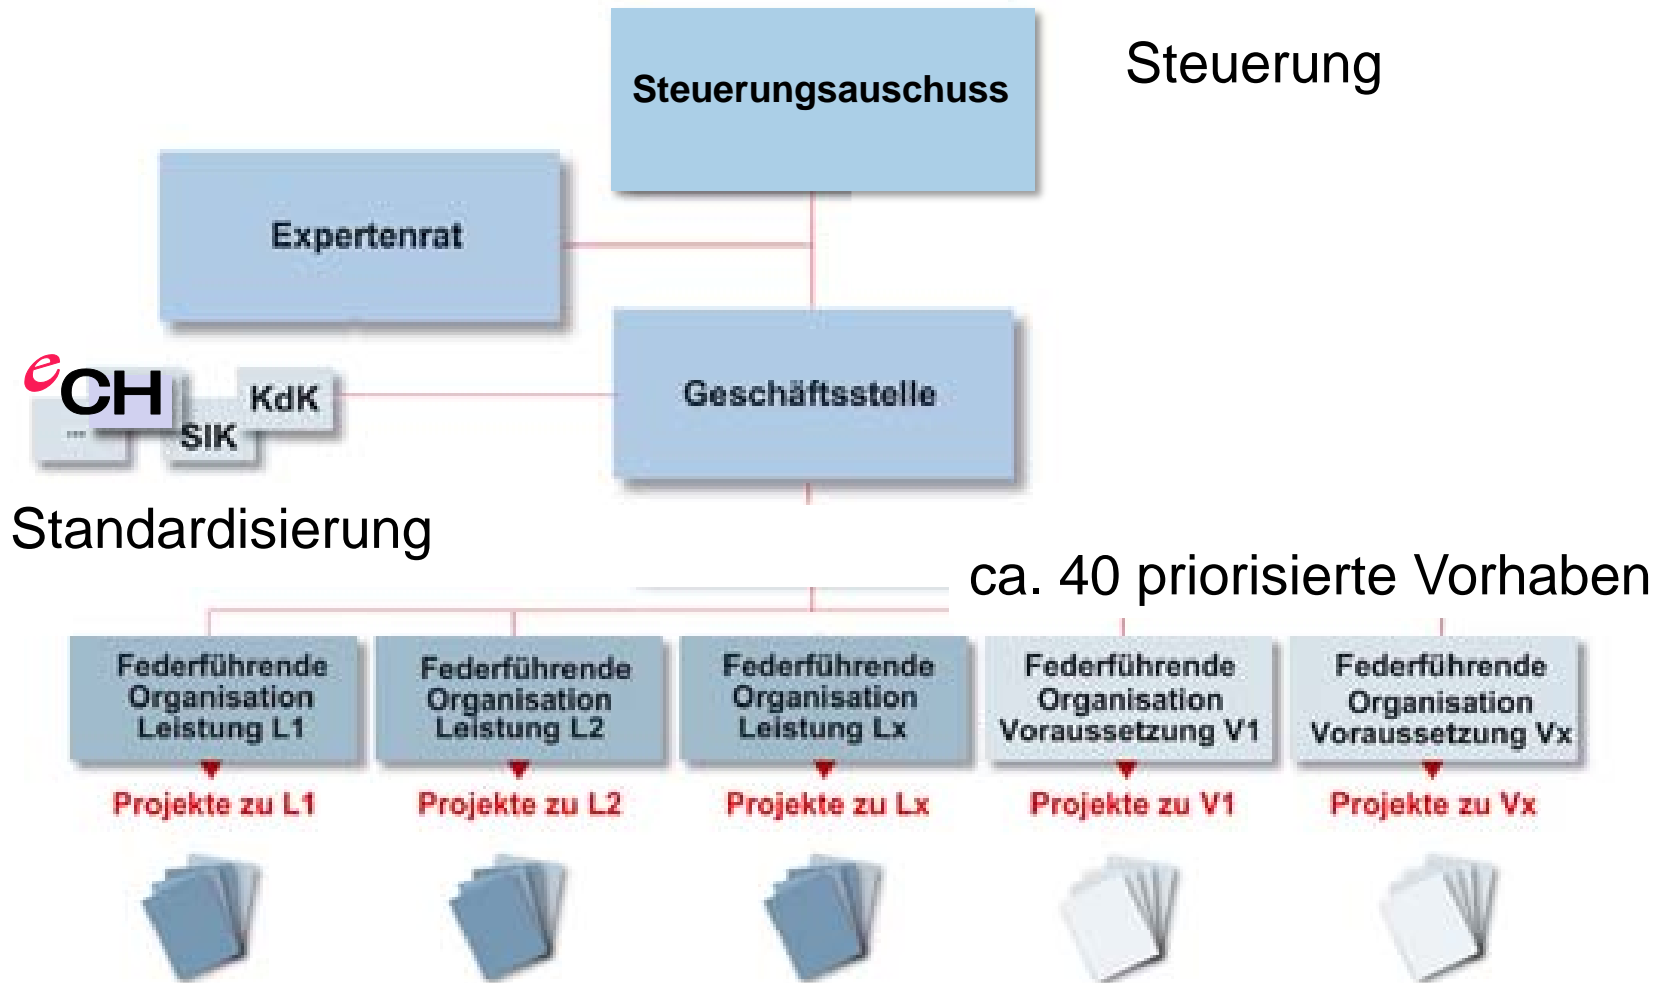 Steuerungsauschuss
Steuerung
Expertenrat
eCH
KdK
...
SIK
Geschäftsstelle
Standardisierung
ca. 40 priorisierte Vorhaben
Federführende
Organisation
Leistung L1
Federführende
Organisation
Leistung L2
Federführende
Organisation
Leistung Lx
Federführende
Organisation
Voraussetzung V1
Federführende
Organisation
Voraussetzung Vx
Projekte zu L1
Projekte zu L2
Projekte zu Lx
Projekte zu V1
Projekte zu Vx